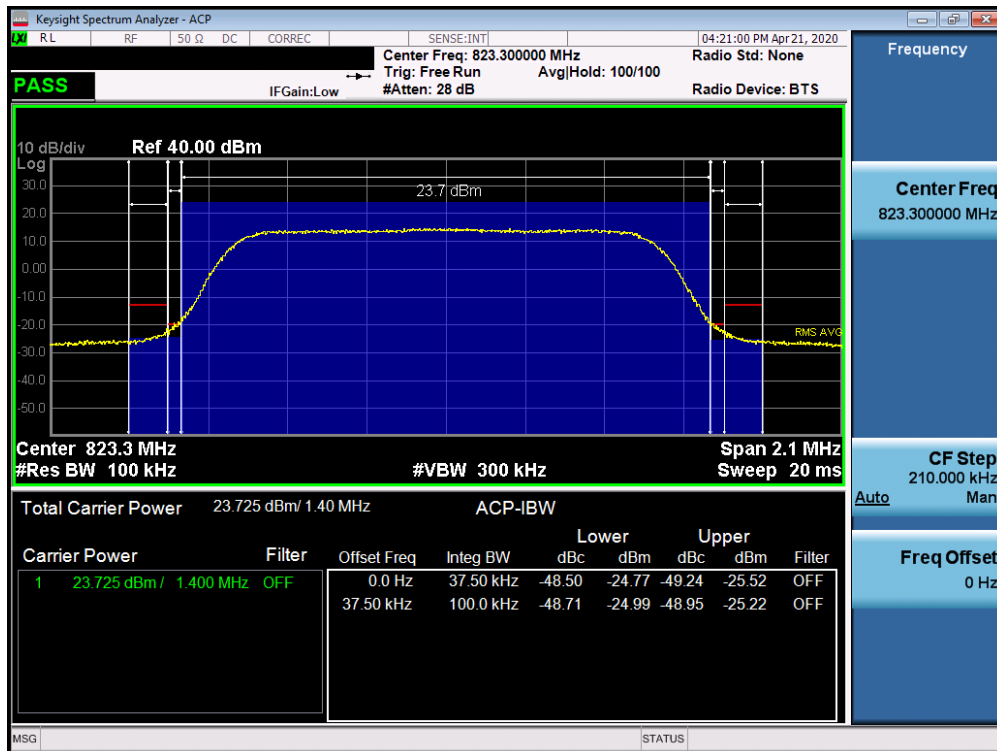 Keysight Spectrum Analyzer - ACP
LXI RL RF 50 Ω DC CORREC SENSE:INT 04:21:00 PM Apr 21, 2020
Center Freq: 823.300000 MHz Radio Std: None
Trig: Free Run Avg|Hold: 100/100
PASS IFGain:Low #Atten: 28 dB Radio Device: BTS
10 dB/div Ref 40.00 dBm
Log
30.0
23.7 dBm
20.0
10.0
0.00
-10.0
-20.0
RMS AVG
-30.0
-40.0
-50.0
Center 823.3 MHz Span 2.1 MHz
#Res BW 100 kHz #VBW 300 kHz Sweep 20 ms
Total Carrier Power 23.725 dBm/ 1.40 MHz ACP-IBW
Lower Upper
Carrier Power Filter Offset Freq Integ BW dBc dBm dBc dBm Filter
1 23.725 dBm / 1.400 MHz OFF 0.0 Hz 37.50 kHz -48.50 -24.77 -49.24 -25.52 OFF
37.50 kHz 100.0 kHz -48.71 -24.99 -48.95 -25.22 OFF
MSG STATUS
Frequency
Center Freq
823.300000 MHz
CF Step
210.000 kHz
Auto Man
Freq Offset
0 Hz